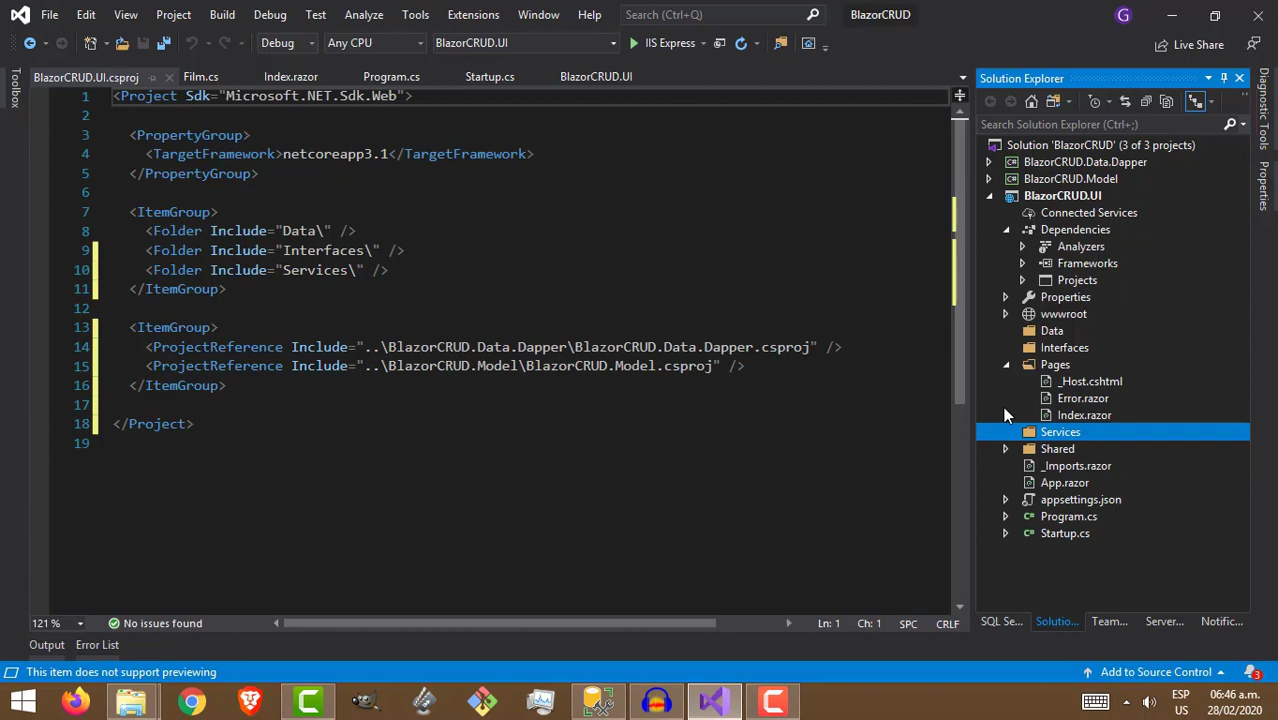 File Edit View Project Build Debug Test Analyze Tools Extensions Window Help Search (Ctrl+Q) BlazorCRUD G
Debug Any CPU BlazorCRUD.UI IIS Express Live Share
BlazorCRUD.UI.csproj Film.cs Index.razor Program.cs Startup.cs BlazorCRUD.UI
Toolbox
1 <Project Sdk="Microsoft.NET.Sdk.Web">
2
3 <PropertyGroup>
4 <TargetFramework>netcoreapp3.1</TargetFramework>
5 </PropertyGroup>
6
7 <ItemGroup>
8 <Folder Include="Data\" />
9 <Folder Include="Interfaces\" />
10 <Folder Include="Services\" />
11 </ItemGroup>
12
13 <ItemGroup>
14 <ProjectReference Include="..\BlazorCRUD.Data.Dapper\BlazorCRUD.Data.Dapper.csproj" />
15 <ProjectReference Include="..\BlazorCRUD.Model\BlazorCRUD.Model.csproj" />
16 </ItemGroup>
17
18 </Project>
19
121 % No issues found Ln: 1 Ch: 1 SPC CRLF
Output Error List
Solution Explorer
Search Solution Explorer (Ctrl+;)
Solution 'BlazorCRUD' (3 of 3 projects)
C# BlazorCRUD.Data.Dapper
C# BlazorCRUD.Model
BlazorCRUD.UI
Connected Services
Dependencies
Analyzers
Frameworks
Projects
Properties
wwwroot
Data
Interfaces
Pages
_Host.cshtml
Error.razor
Index.razor
Services
Shared
_Imports.razor
App.razor
appsettings.json
C# Program.cs
C# Startup.cs
SQL Se... Solutio... Team... Server... Notific...
Diagnostic Tools
Properties
This item does not support previewing Add to Source Control 3
ESP 06:46 a.m.
US 28/02/2020